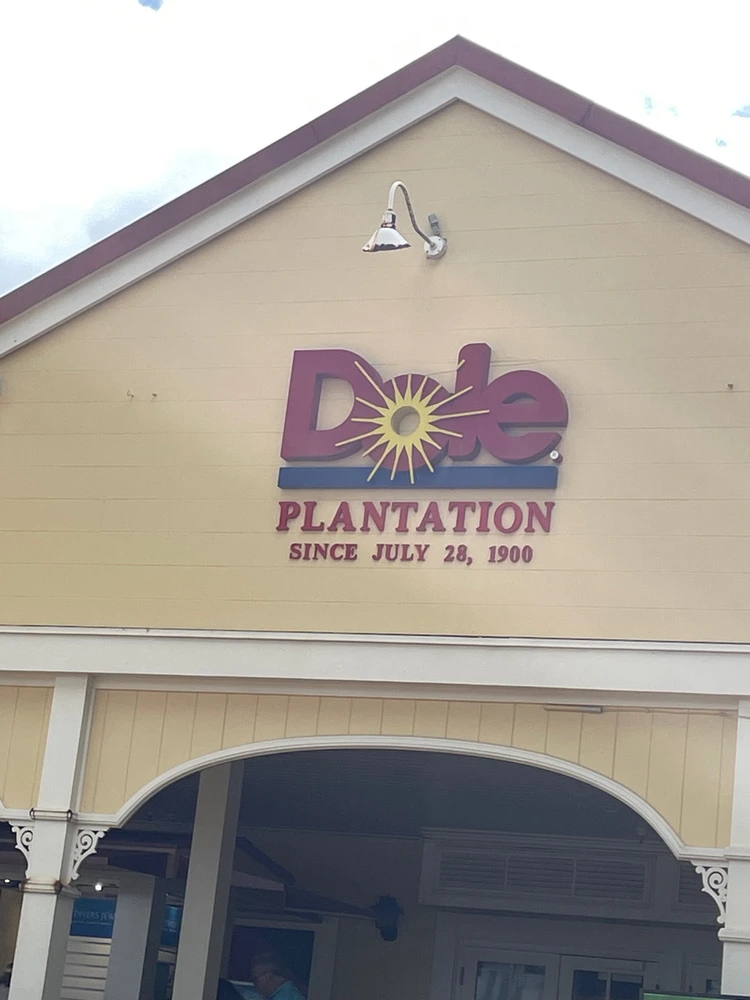 Dole
PLANTATION
SINCE JULY 28, 1900